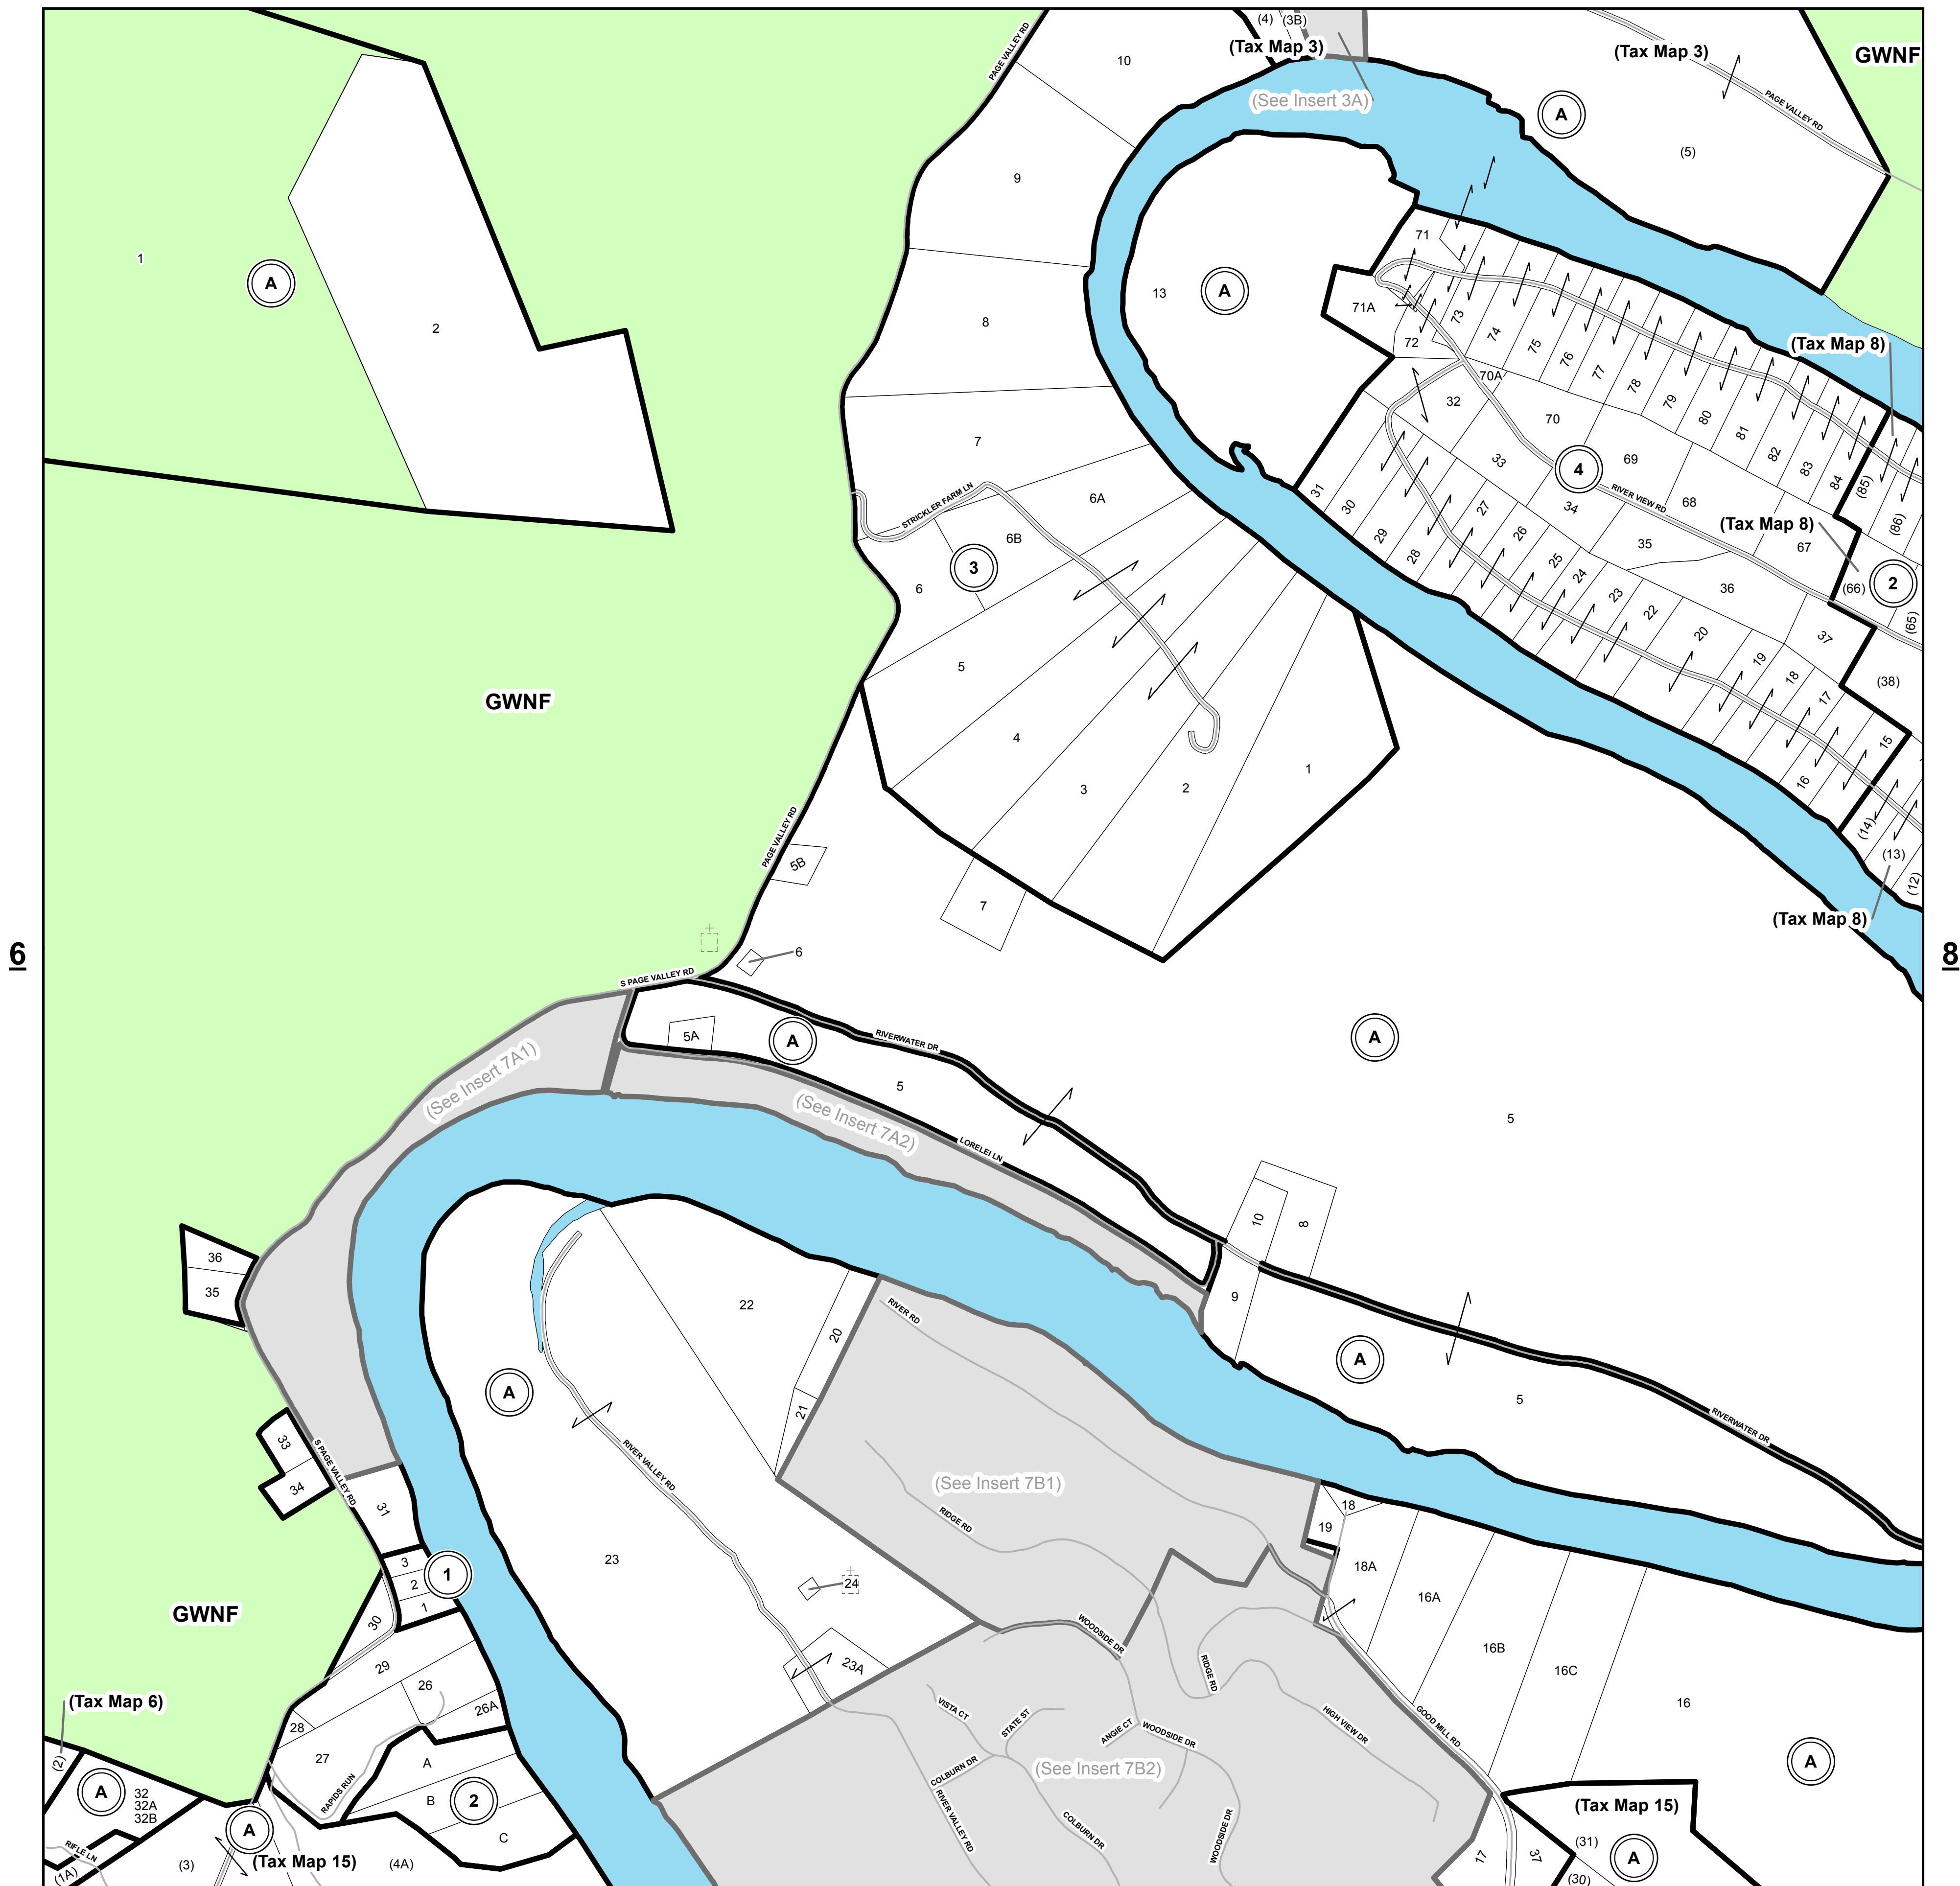 (4)
(3B)
(Tax Map 3)
(Tax Map 3)
GWNF
PAGE VALLEY RD
10
(See Insert 3A)
A
PAGE VALLEY RD
(5)
9
1
A
2
71
13
A
71A
72
73
74
75
76
77
78
79
80
81
82
83
84
(85)
(86)
(Tax Map 8)
8
7
70A
32
70
69
68
67
4
RIVER VIEW RD
(Tax Map 8)
33
34
35
36
37
(38)
(66)
2
(65)
31
30
29
28
27
26
25
24
23
22
20
19
18
17
16
15
(14)
(13)
(12)
(Tax Map 8)
STRICKLER FARM LN
6A
6B
3
6
5
4
3
2
1
GWNF
PAGE VALLEY RD
5B
7
6
6
8
S PAGE VALLEY RD
5A
A
RIVERWATER DR
A
(See Insert 7A1)
5
(See Insert 7A2)
LORELEI LN
5
10
8
9
36
35
22
20
21
RIVER RD
A
A
5
RIVERWATER DR
33
34
S PAGE VALLEY RD
31
RIVER VALLEY RD
(See Insert 7B1)
RIDGE RD
18
19
18A
16A
16B
16C
16
23
24
23A
3
2
1
1
30
GWNF
29
26
26A
28
27
RAPIDS RUN
A
B
C
2
(Tax Map 6)
(2)
A
32
32A
32B
RIFLE LN
(1A)
(3)
A
(Tax Map 15)
(4A)
WOODSIDE DR
RIDGE RD
HIGH VIEW DR
GOOD MILL RD
VISTA CT
STATE ST
ANGIE CT
WOODSIDE DR
(See Insert 7B2)
COLBURN DR
RIVER VALLEY RD
COLBURN DR
WOODSIDE DR
A
(Tax Map 15)
(31)
A
(30)
17
37